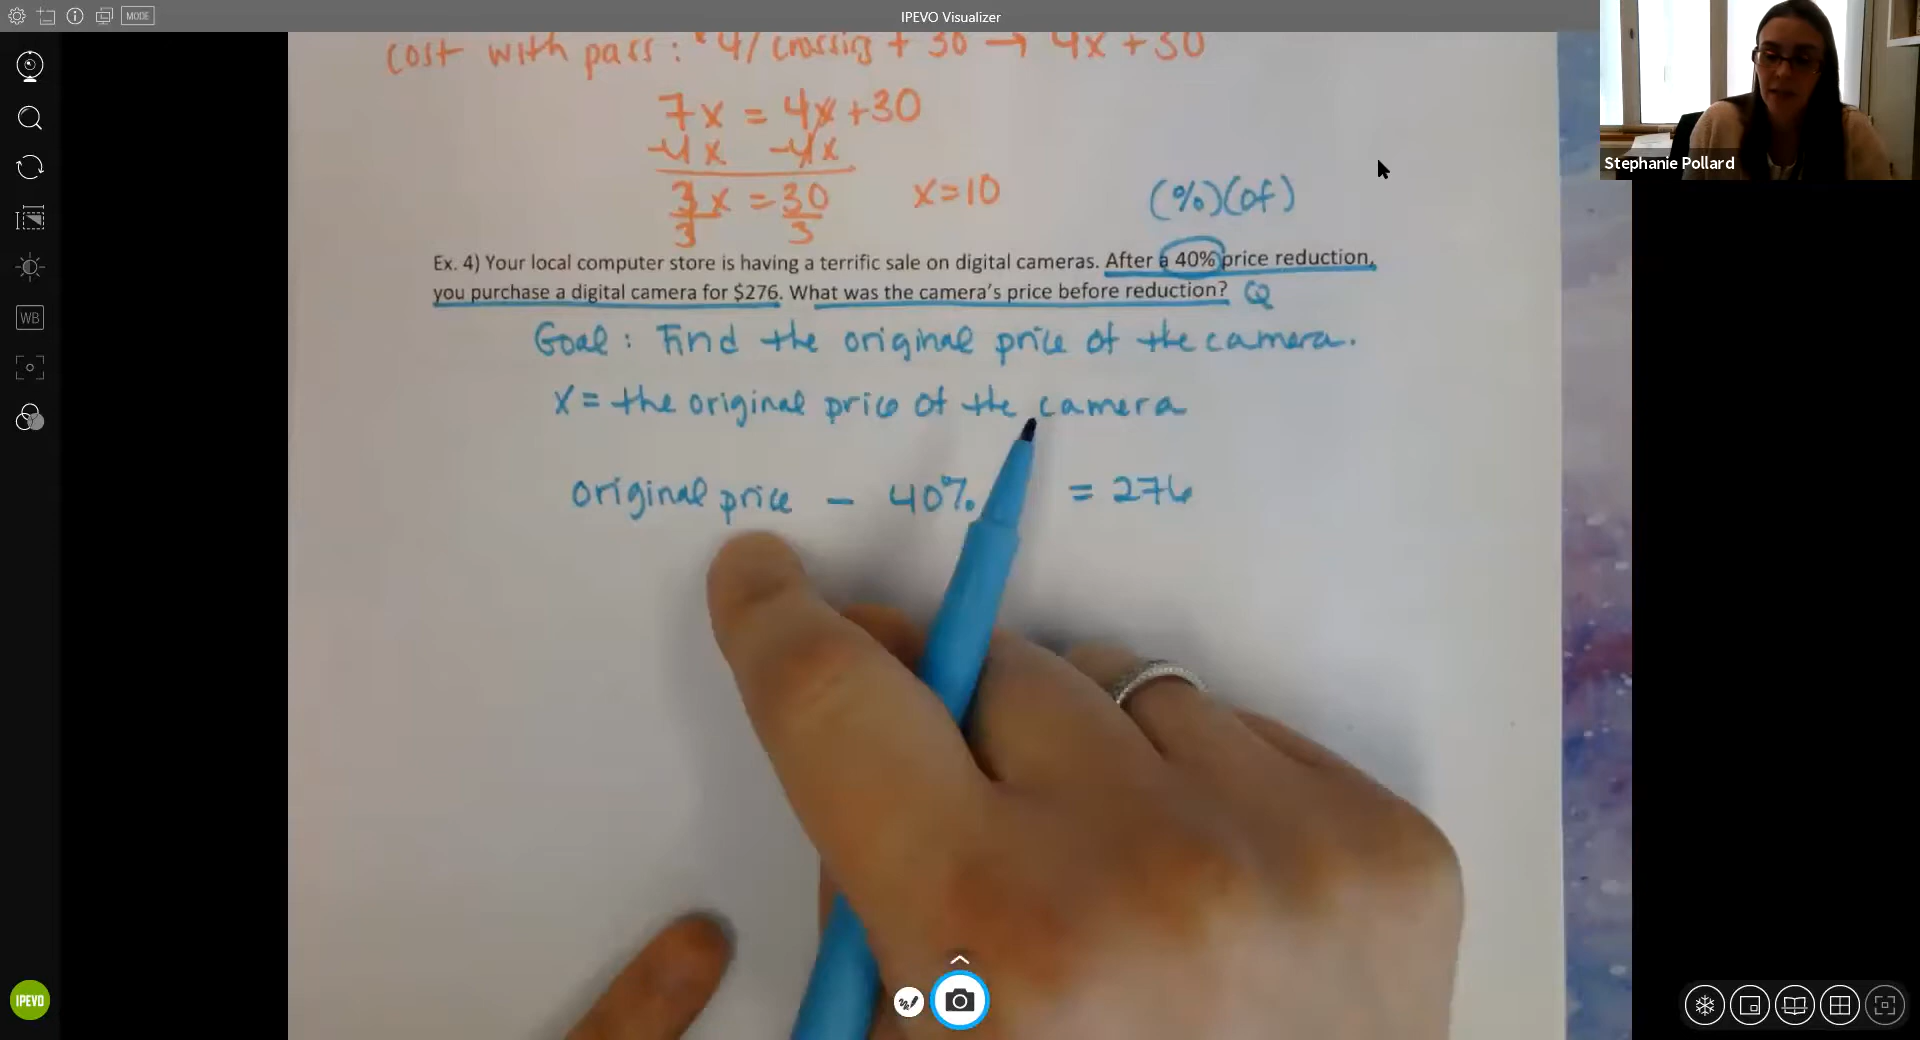 MODE
IPEVO Visualizer
Cost with pass: $4/crossing + 30 → 4x + 30
7x = 4x +30
-4x -4x
3x = 30 x=10
3 3
(%)(of)
Ex. 4) Your local computer store is having a terrific sale on digital cameras. After a 40% price reduction,
you purchase a digital camera for $276. What was the camera's price before reduction? Q
Goal: Find the original price of the camera.
x = the original price of the camera
original price - 40% = 276
Stephanie Pollard
WB
IPEVO